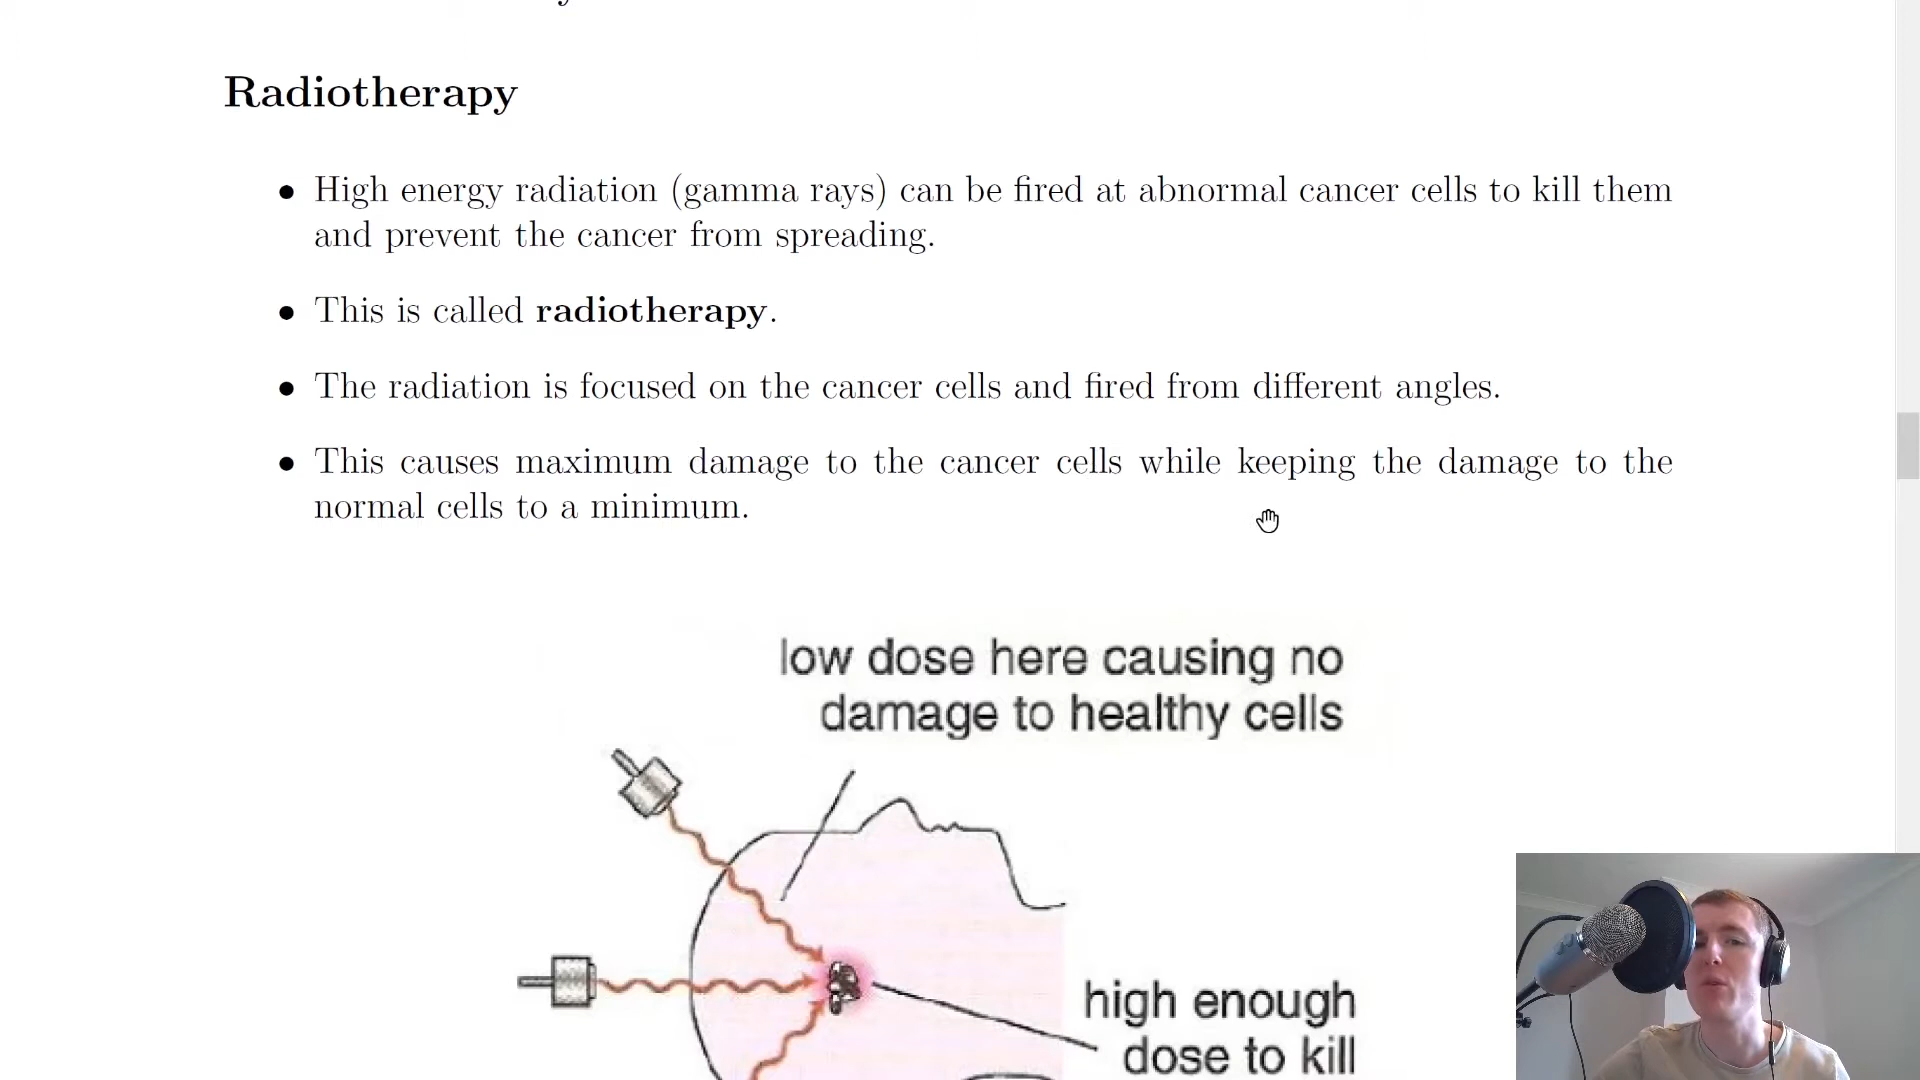 Radiotherapy
• High energy radiation (gamma rays) can be fired at abnormal cancer cells to kill them
and prevent the cancer from spreading.
• This is called radiotherapy.
• The radiation is focused on the cancer cells and fired from different angles.
• This causes maximum damage to the cancer cells while keeping the damage to the
normal cells to a minimum.
low dose here causing no
damage to healthy cells
high enough
dose to kill